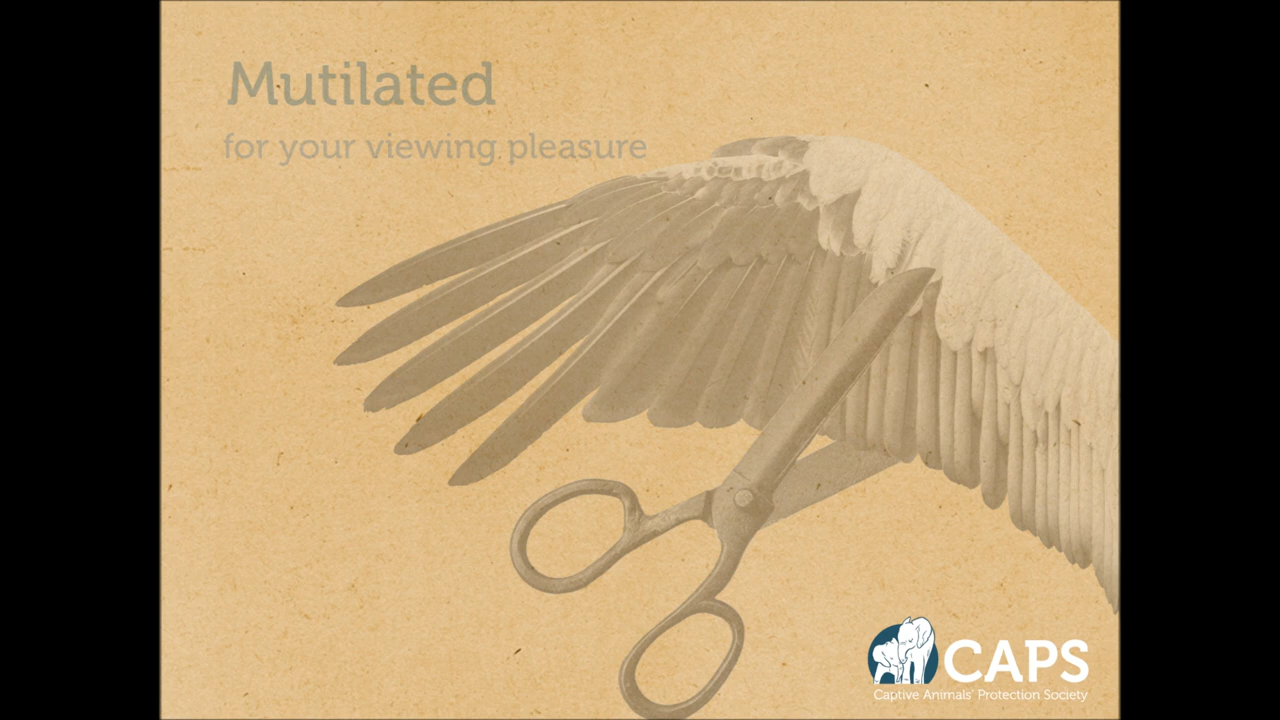 Mutilated
for your viewing pleasure
CAPS
Captive Animals' Protection Society